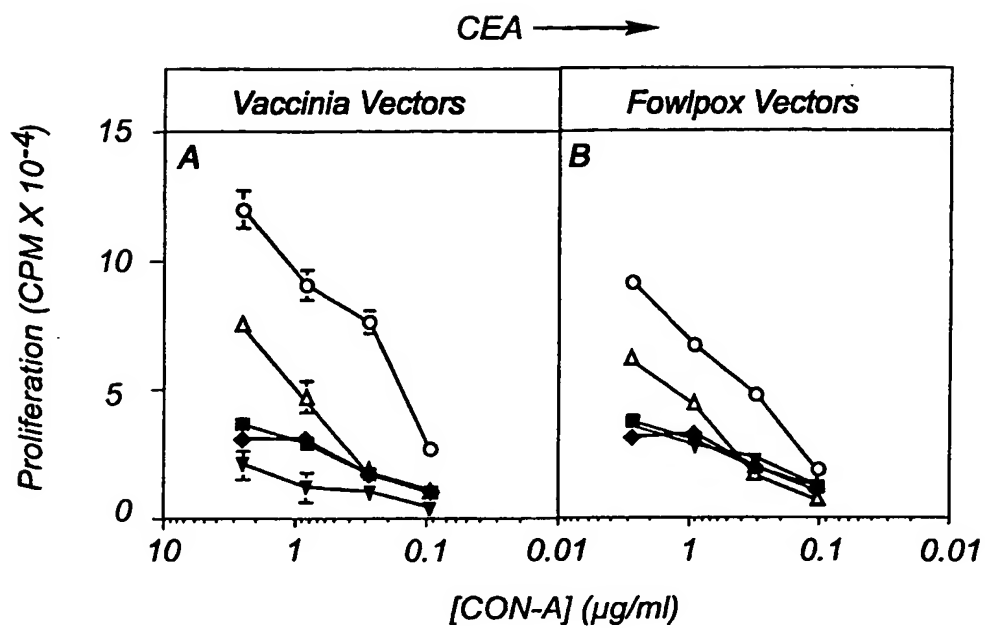 CEA
Vaccinia Vectors
Fowlpox Vectors
A
B
15
10
5
0
Proliferation (CPM X 10-4)
10
1
0.1
0.01
1
0.1
0.01
[CON-A] (µg/ml)